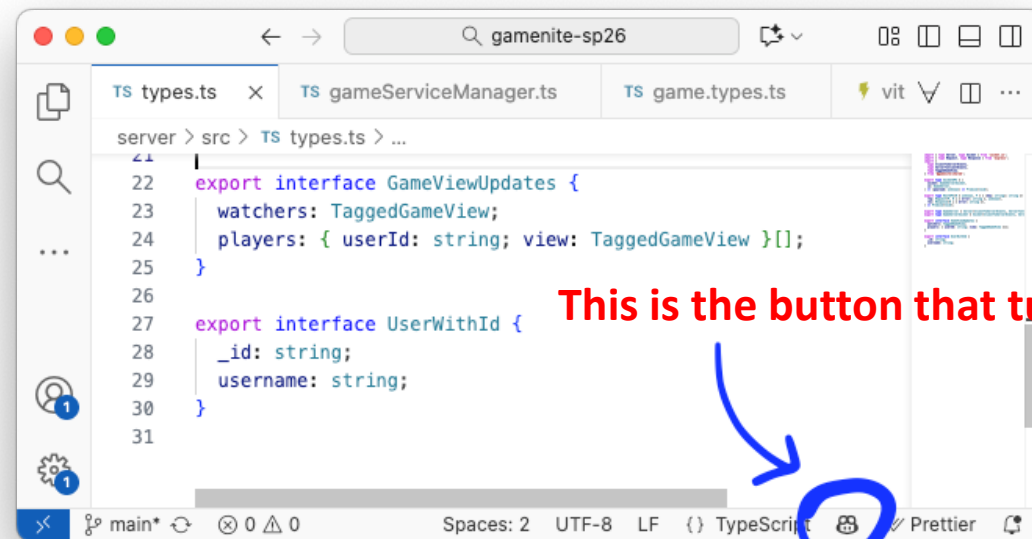 gamenite-sp26
TS types.ts TS gameServiceManager.ts TS game.types.ts vit
server > src > TS types.ts > ...
21
22 export interface GameViewUpdates {
23 watchers: TaggedGameView;
24 players: { userId: string; view: TaggedGameView }[];
25 }
26
This is the button that tr
27 export interface UserWithId {
28 _id: string;
29 username: string;
30 }
31
1
1
main* 0 0 Spaces: 2 UTF-8 LF {} TypeScript Prettier